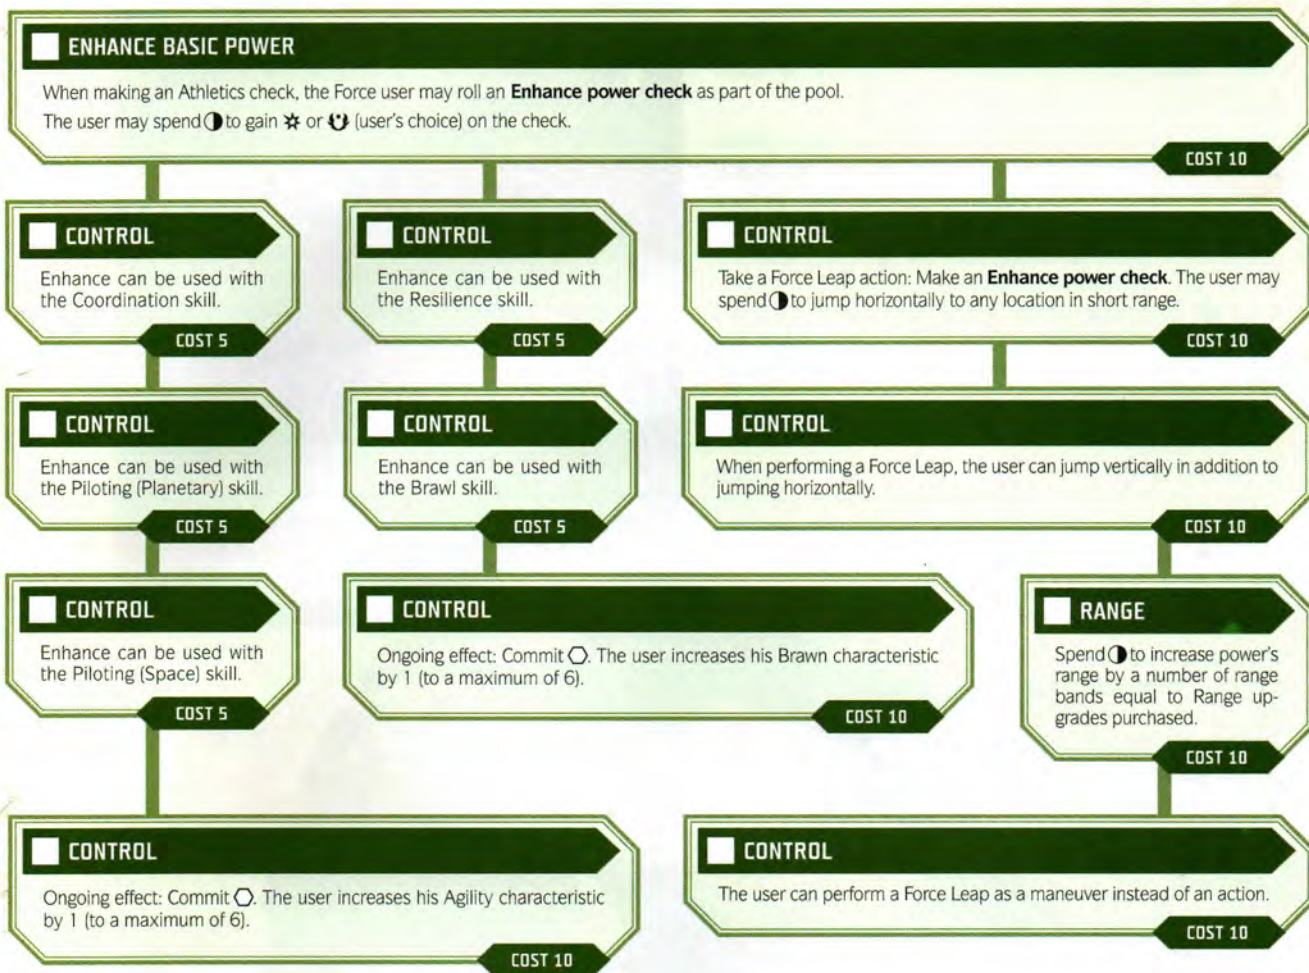 ENHANCE BASIC POWER
When making an Athletics check, the Force user may roll an Enhance power check as part of the pool.
The user may spend to gain or (user's choice) on the check.
COST 10
CONTROL
Enhance can be used with
the Coordination skill.
COST 5
CONTROL
Enhance can be used with
the Resilience skill.
COST 5
CONTROL
Take a Force Leap action: Make an Enhance power check. The user may
spend to jump horizontally to any location in short range.
COST 10
CONTROL
Enhance can be used with
the Piloting (Planetary) skill.
COST 5
CONTROL
Enhance can be used with
the Brawl skill.
COST 5
CONTROL
When performing a Force Leap, the user can jump vertically in addition to
jumping horizontally.
COST 10
CONTROL
Enhance can be used with
the Piloting (Space) skill.
COST 5
CONTROL
Ongoing effect: Commit. The user increases his Brawn characteristic
by 1 (to a maximum of 6).
COST 10
RANGE
Spend to increase power's
range by a number of range
bands equal to Range up-
grades purchased.
COST 10
CONTROL
Ongoing effect: Commit. The user increases his Agility characteristic
by 1 (to a maximum of 6).
COST 10
CONTROL
The user can perform a Force Leap as a maneuver instead of an action.
COST 10